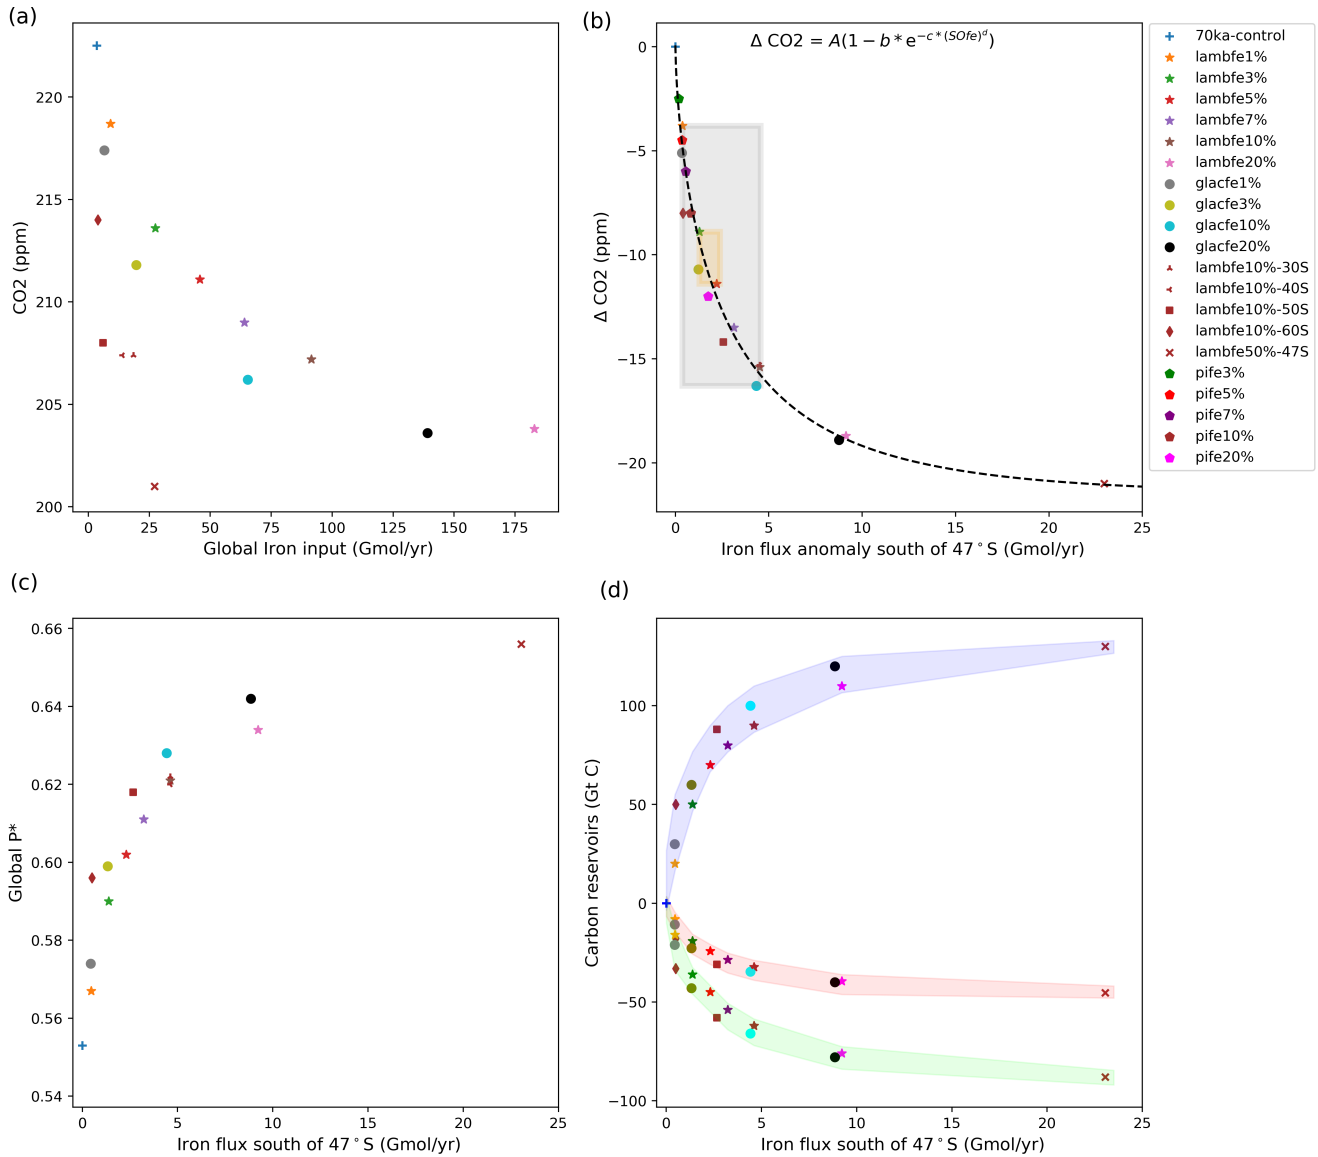 (a)
220
215
210
205
200
CO2 (ppm)
0
25
50
75
100
125
150
175
Global Iron input (Gmol/yr)
(b)
Δ CO2 = A(1 − b * e^{−c*(SOfe)^d})
0
−5
−10
−15
−20
Δ CO2 (ppm)
0
5
10
15
20
25
Iron flux anomaly south of 47°S (Gmol/yr)
70ka-control
lambfe1%
lambfe3%
lambfe5%
lambfe7%
lambfe10%
lambfe20%
glacfe1%
glacfe3%
glacfe10%
glacfe20%
lambfe10%-30S
lambfe10%-40S
lambfe10%-50S
lambfe10%-60S
lambfe50%-47S
pife3%
pife5%
pife7%
pife10%
pife20%
(c)
0.66
0.64
0.62
0.60
0.58
0.56
0.54
Global P*
0
5
10
15
20
25
Iron flux south of 47°S (Gmol/yr)
(d)
100
50
0
−50
−100
Carbon reservoirs (Gt C)
0
5
10
15
20
25
Iron flux south of 47°S (Gmol/yr)